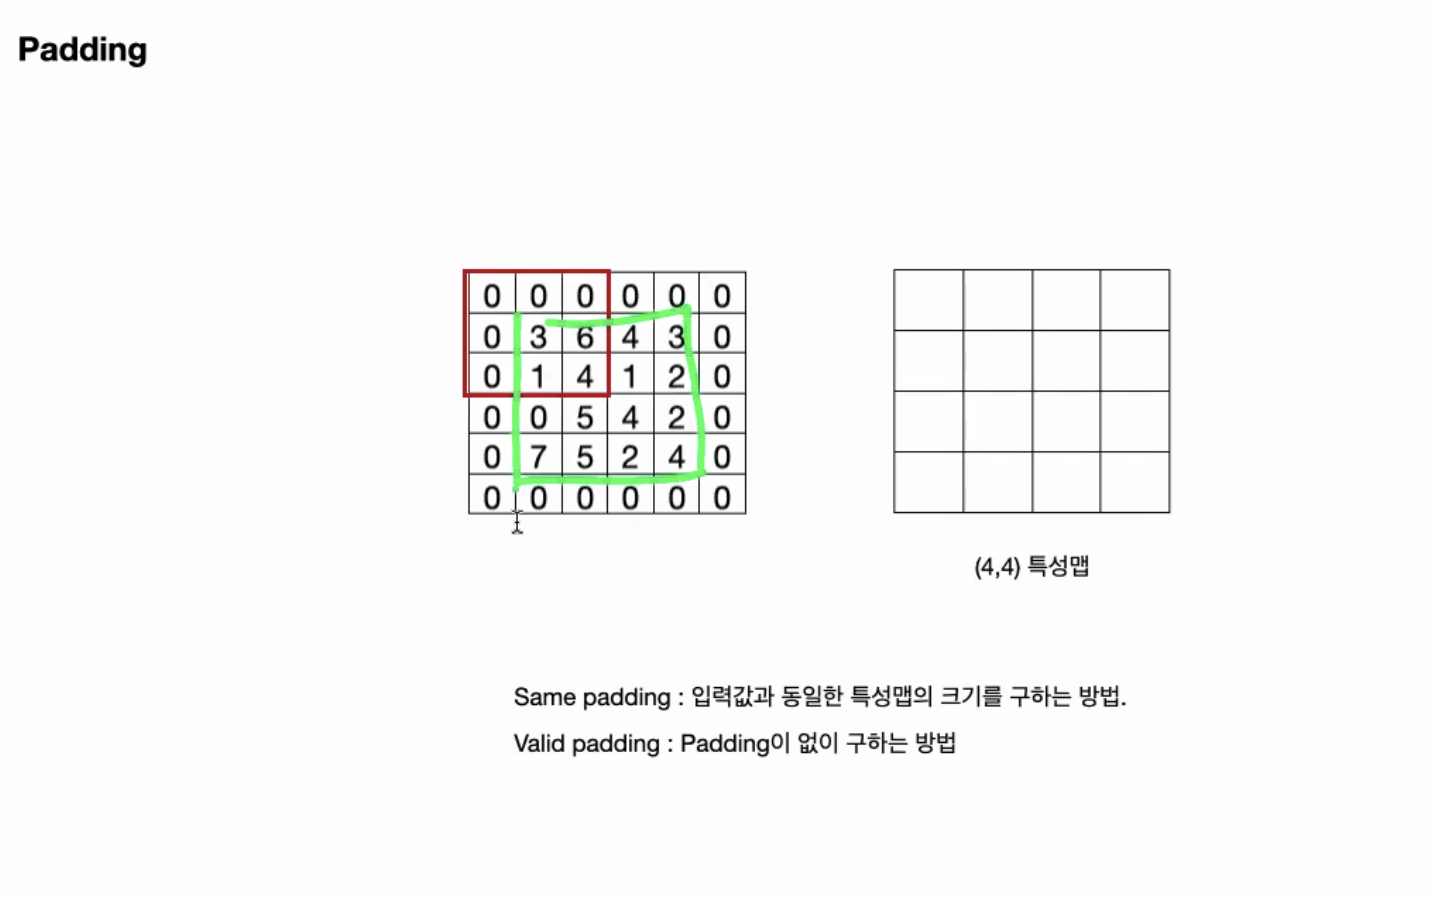 Padding
0 0 0 0 0 0
0 3 6 4 3 0
0 1 4 1 2 0
0 0 5 4 2 0
0 7 5 2 4 0
0 0 0 0 0 0
(4,4) 특성맵
Same padding : 입력값과 동일한 특성맵의 크기를 구하는 방법.
Valid padding : Padding이 없이 구하는 방법